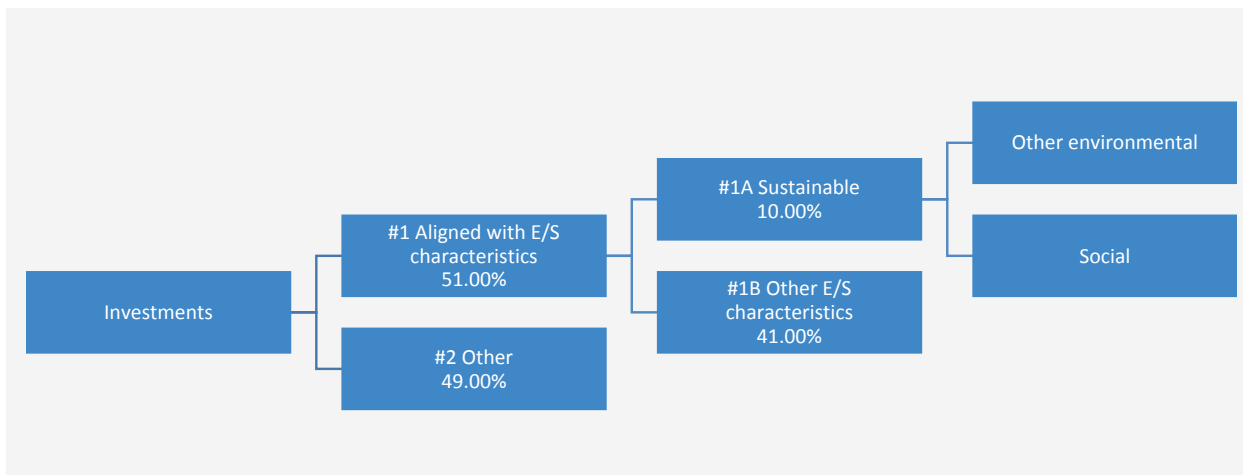 Investments
#1 Aligned with E/S
characteristics
51.00%
#2 Other
49.00%
#1A Sustainable
10.00%
#1B Other E/S
characteristics
41.00%
Other environmental
Social